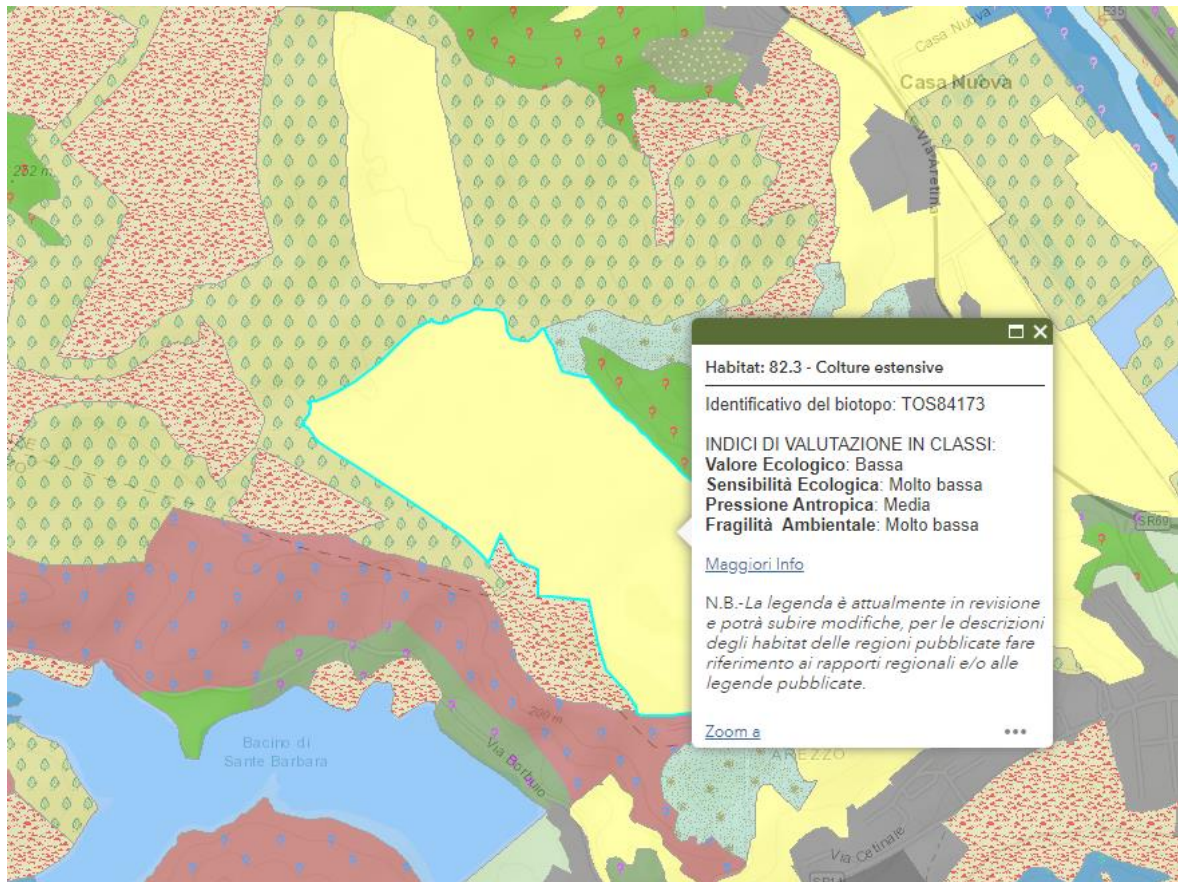 E35
Casa Nuova
Casa Nuova
Via Aretina
232 m
Habitat: 82.3 - Colture estensive
Identificativo del biotopo: TOS84173
INDICI DI VALUTAZIONE IN CLASSI:
Valore Ecologico: Bassa
Sensibilità Ecologica: Molto bassa
Pressione Antropica: Media
Fragilità Ambientale: Molto bassa
Maggiori Info
N.B.-La legenda è attualmente in revisione
e potrà subire modifiche, per le descrizioni
degli habitat delle regioni pubblicate fare
riferimento ai rapporti regionali e/o alle
legende pubblicate.
Zoom a
SR69
200 m
Bacino di
Sante Barbara
Via Borbuio
AREZZO
Via Cetinale